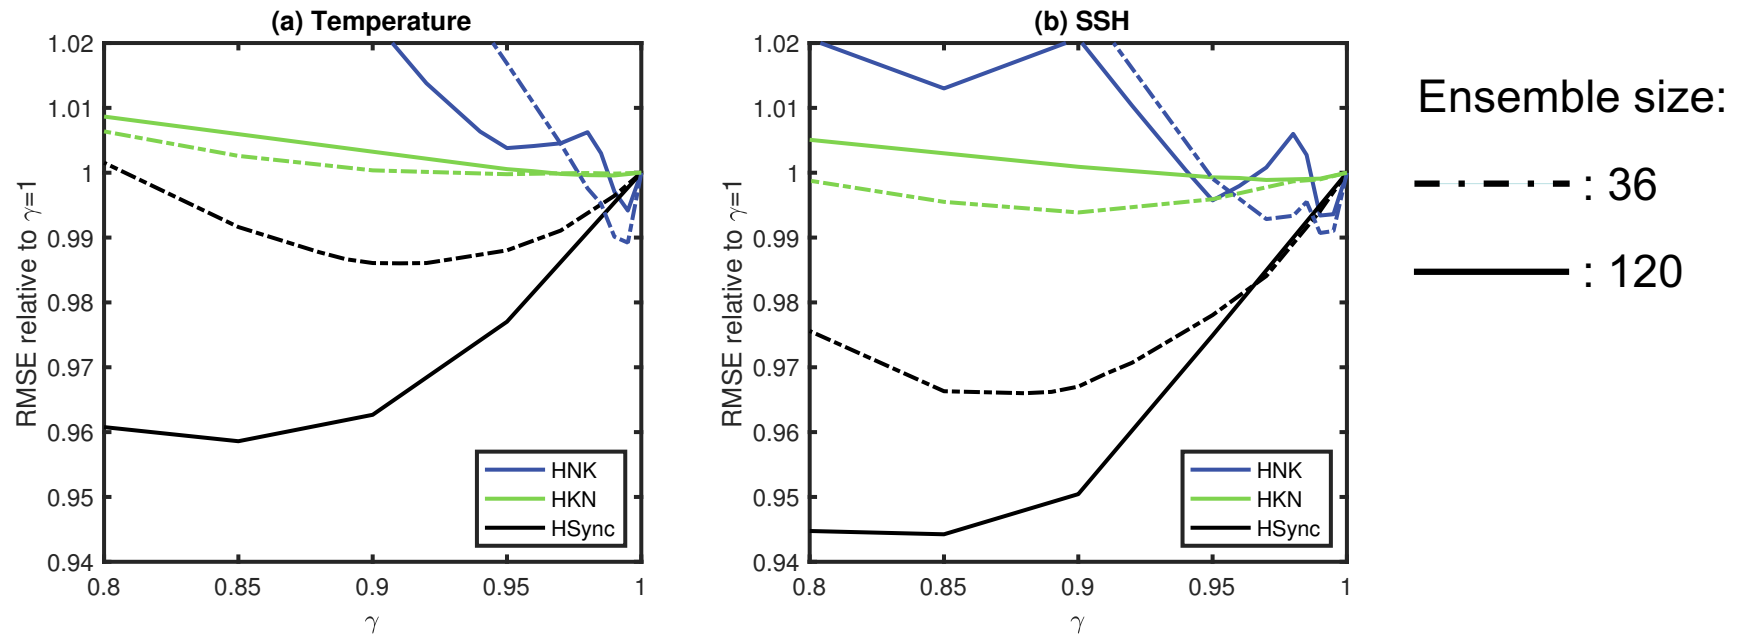 (a) Temperature
RMSE relative to γ=1
1.02
1.01
1
0.99
0.98
0.97
0.96
0.95
0.94
0.8 0.85 0.9 0.95 1
γ
HNK
HKN
HSync
(b) SSH
RMSE relative to γ=1
1.02
1.01
1
0.99
0.98
0.97
0.96
0.95
0.94
0.8 0.85 0.9 0.95 1
γ
HNK
HKN
HSync
Ensemble size:
: 36
: 120